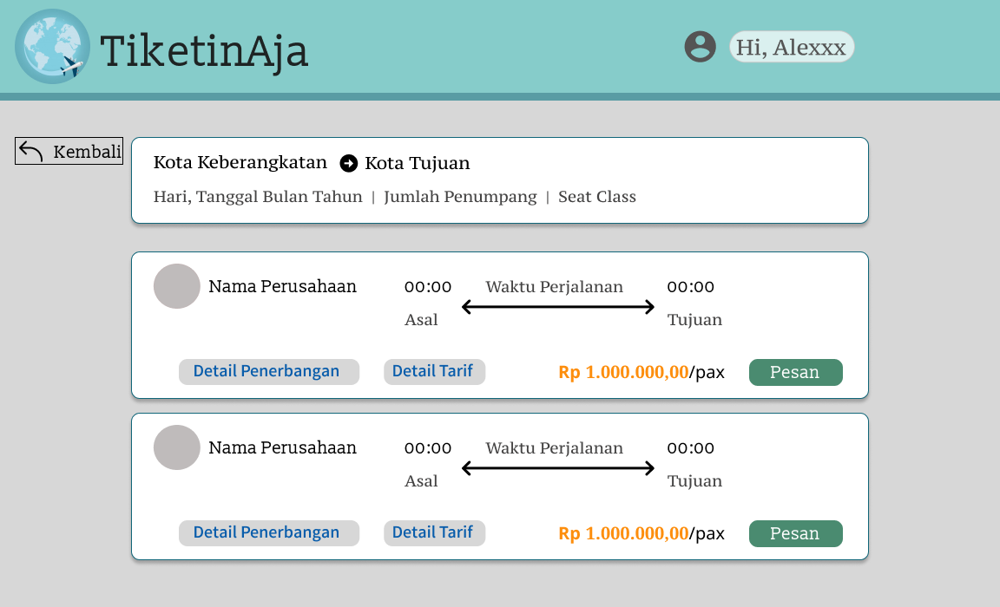 TiketinAja
Hi, Alexxx
Kembali
Kota Keberangkatan Kota Tujuan
Hari, Tanggal Bulan Tahun | Jumlah Penumpang | Seat Class
Nama Perusahaan 00:00 Waktu Perjalanan 00:00
Asal Tujuan
Detail Penerbangan Detail Tarif Rp 1.000.000,00/pax Pesan
Nama Perusahaan 00:00 Waktu Perjalanan 00:00
Asal Tujuan
Detail Penerbangan Detail Tarif Rp 1.000.000,00/pax Pesan